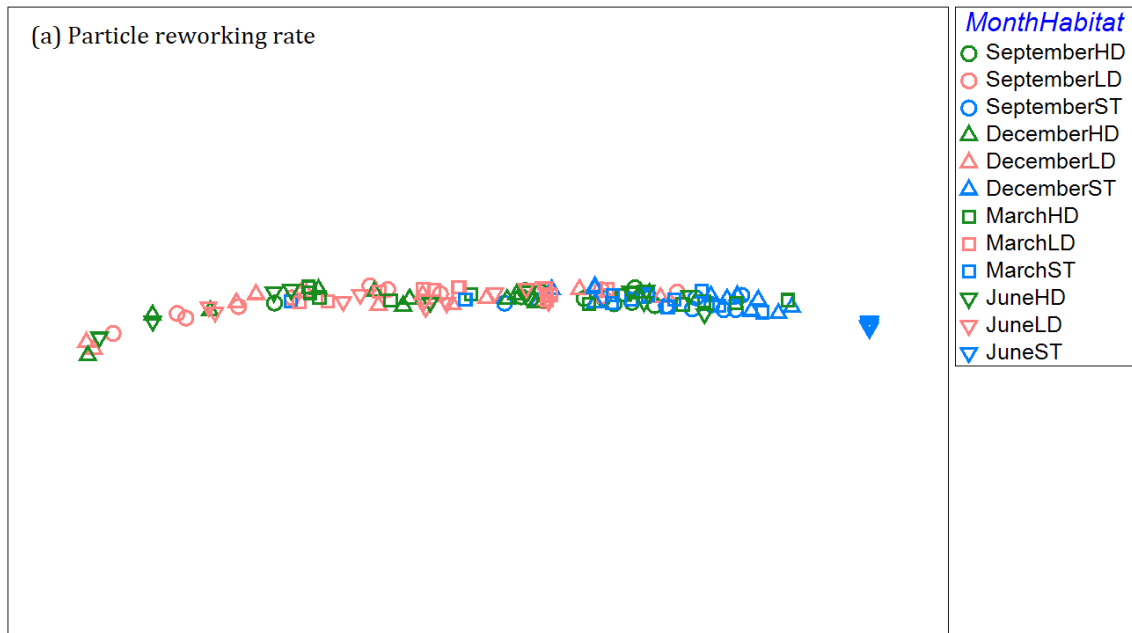 (a) Particle reworking rate
MonthHabitat
SeptemberHD
SeptemberLD
SeptemberST
DecemberHD
DecemberLD
DecemberST
MarchHD
MarchLD
MarchST
JuneHD
JuneLD
JuneST